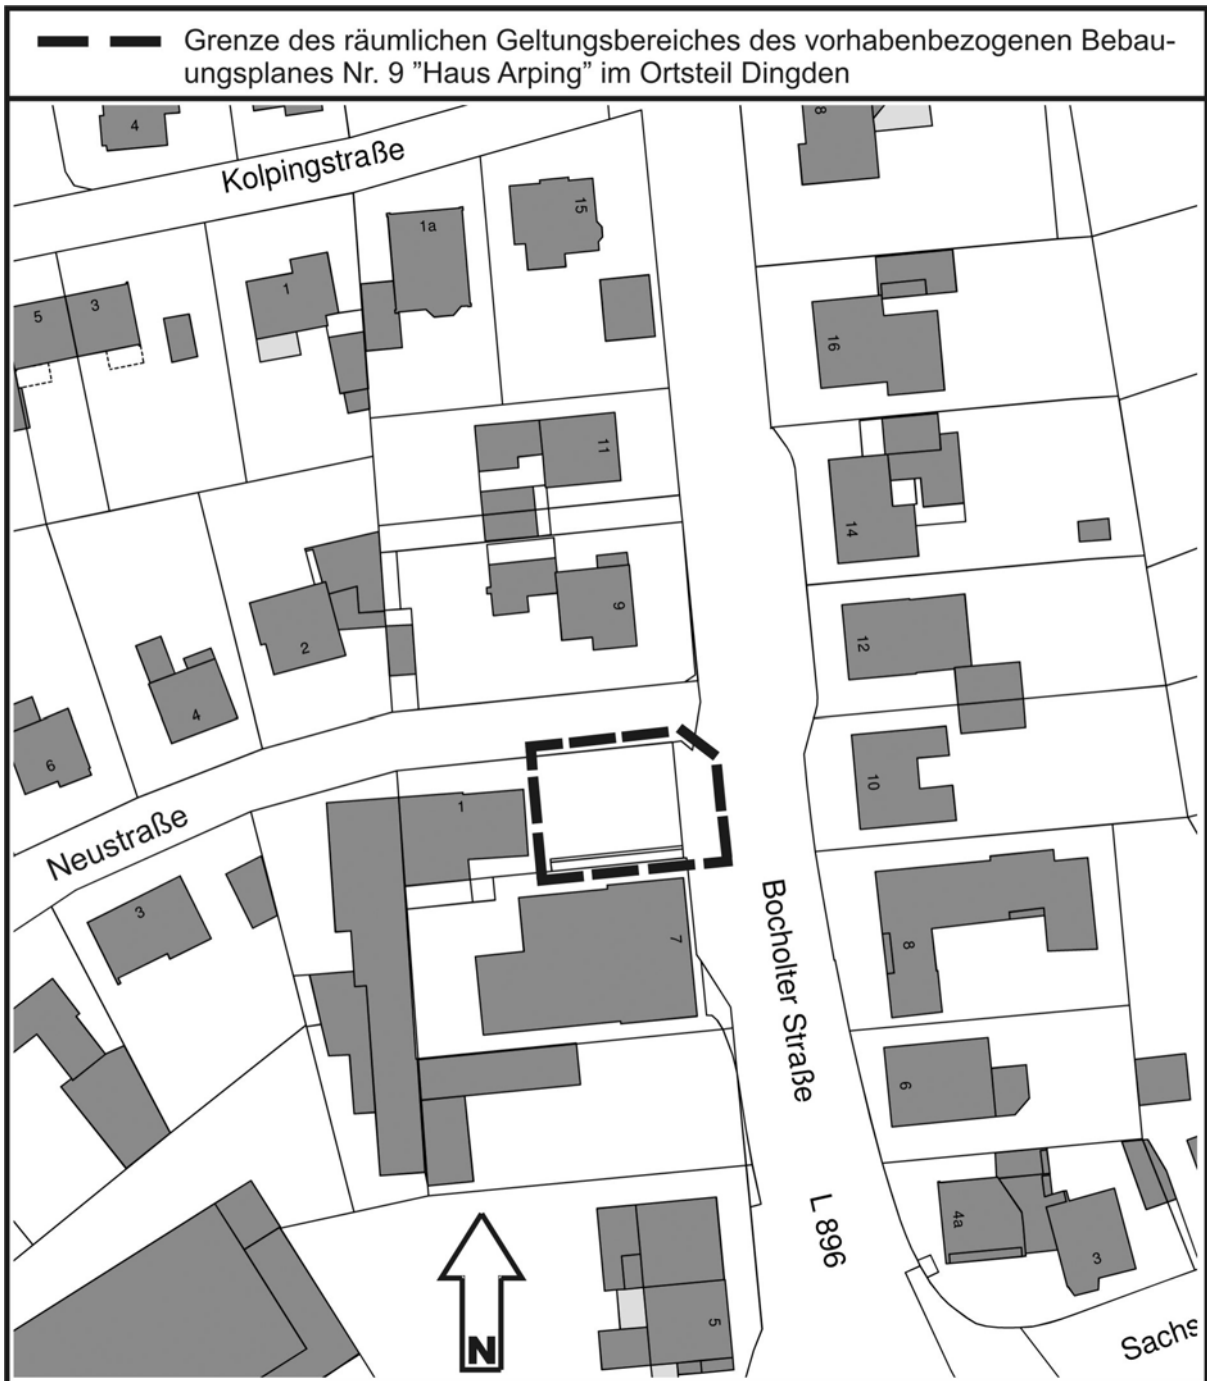 Grenze des räumlichen Geltungsbereiches des vorhabenbezogenen Bebau-
ungsplanes Nr. 9 ”Haus Arping” im Ortsteil Dingden
4
8
Kolpingstraße
15
1a
1
3
5
16
11
14
9
12
2
4
6
10
1
Neustraße
3
7
8
Bocholter Straße
6
L 896
4a
3
5
N
Sachs